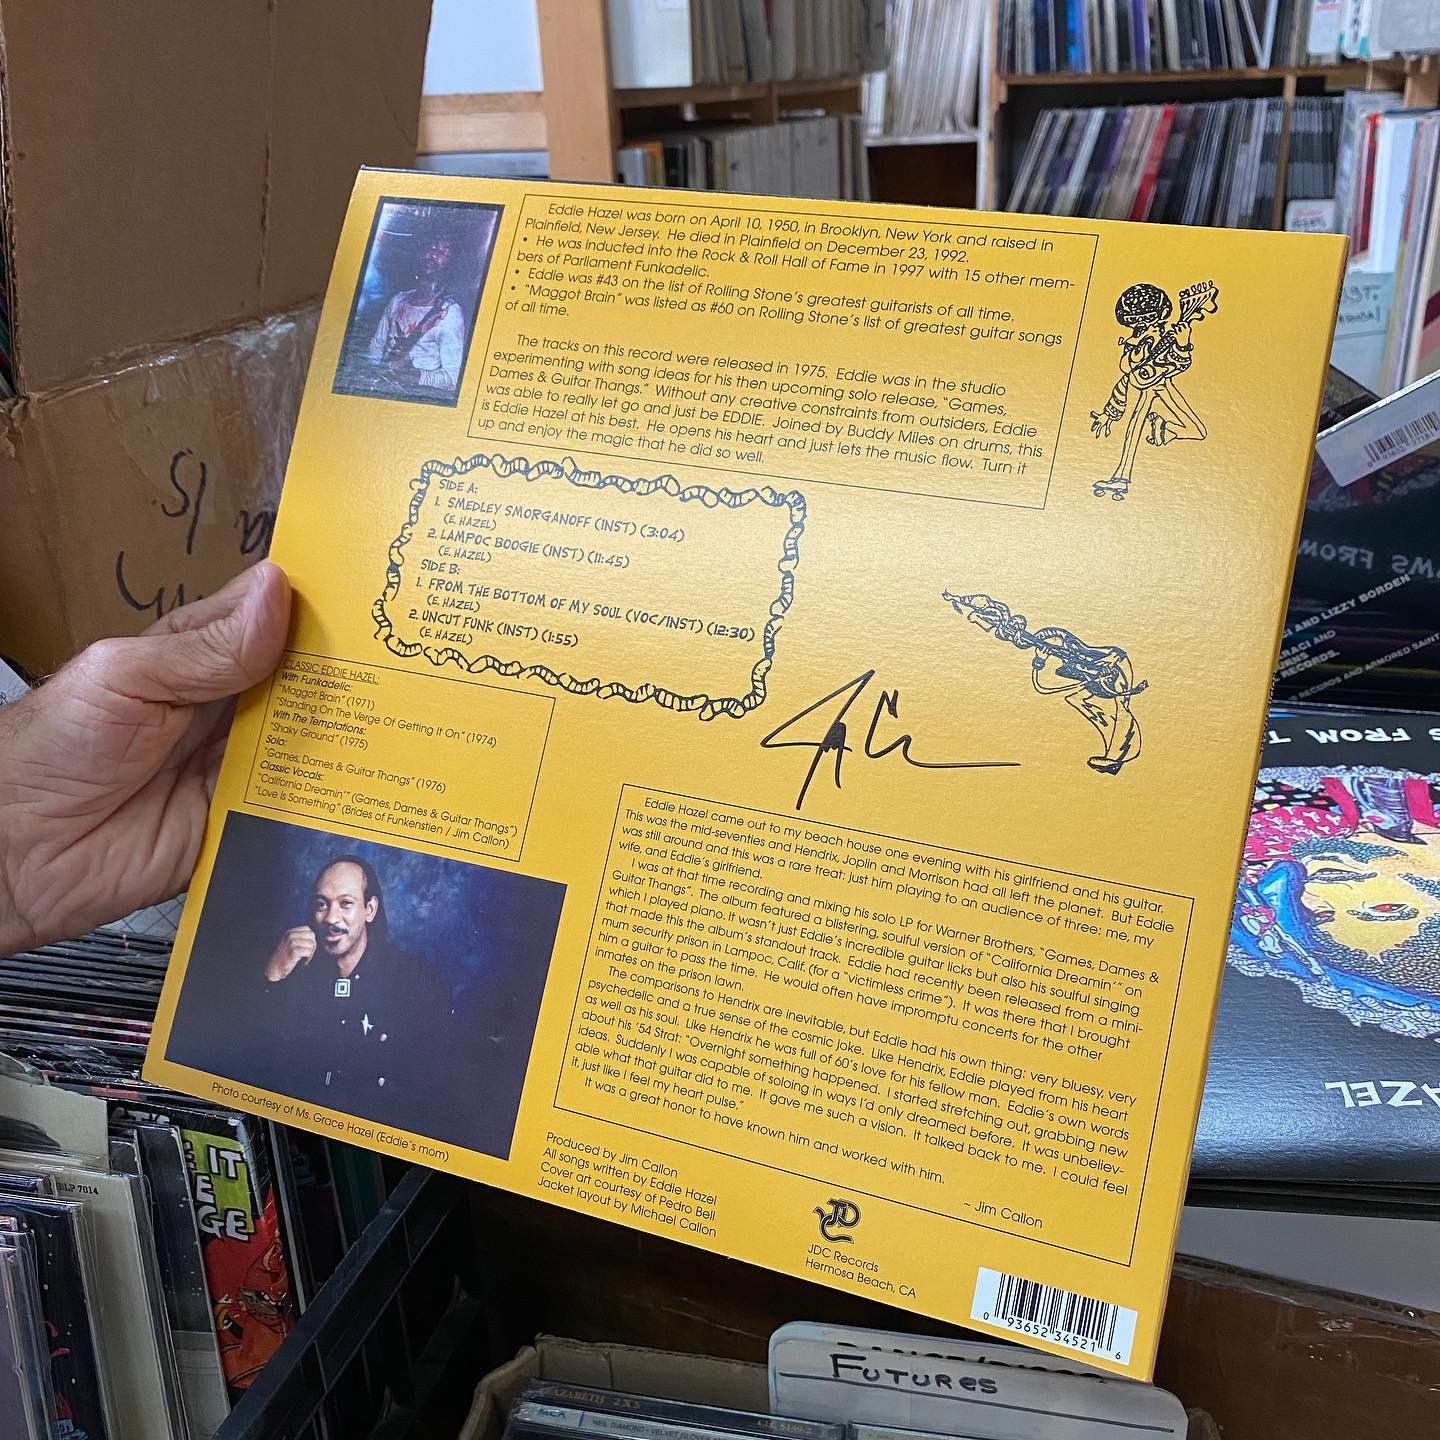 Eddie Hazel was born on April 10, 1950, in Brooklyn, New York and raised in
Plainfield, New Jersey. He died in Plainfield on December 23, 1992.
• He was inducted into the Rock & Roll Hall of Fame in 1997 with 15 other mem-
bers of Parliament Funkadelic.
• Eddie was #43 on the list of Rolling Stone's greatest guitarists of all time.
• "Maggot Brain" was listed as #60 on Rolling Stone's list of greatest guitar songs
of all time.
The tracks on this record were released in 1975. Eddie was in the studio
experimenting with song ideas for his then upcoming solo release, "Games,
Dames & Guitar Thangs." Without any creative constraints from outsiders, Eddie
was able to really let go and just be EDDIE. Joined by Buddy Miles on drums, this
is Eddie Hazel at his best. He opens his heart and just lets the music flow. Turn it
up and enjoy the magic that he did so well.
SIDE A:
1. SMEDLEY SMORGANOFF (INST) (3:04)
(E. HAZEL)
2. LAMPOC BOOGIE (INST) (11:45)
(E. HAZEL)
SIDE B:
1. FROM THE BOTTOM OF MY SOUL (VOC/INST) (12:30)
(E. HAZEL)
2. UNCUT FUNK (INST) (1:55)
(E. HAZEL)
CLASSIC EDDIE HAZEL:
With Funkadelic:
"Maggot Brain" (1971)
"Standing On The Verge Of Getting It On" (1974)
With The Temptations:
"Shaky Ground" (1975)
Solo:
"Games, Dames & Guitar Thangs" (1976)
Classic Vocals:
"California Dreamin'" (Games, Dames & Guitar Thangs")
"Love Is Something" (Brides of Funkenstien / Jim Callon)
Photo courtesy of Ms. Grace Hazel (Eddie's mom)
Eddie Hazel came out to my beach house one evening with his girlfriend and his guitar.
This was the mid-seventies and Hendrix, Joplin and Morrison had all left the planet. But Eddie
was still around and this was a rare treat: just him playing to an audience of three: me, my
wife, and Eddie's girlfriend.
I was at that time recording and mixing his solo LP for Warner Brothers, "Games, Dames &
Guitar Thangs". The album featured a blistering, soulful version of "California Dreamin'" on
which I played piano. It wasn't just Eddie's incredible guitar licks but also his soulful singing
that made this the album's standout track. Eddie had recently been released from a mini-
mum security prison in Lampoc, Calif. (for a "victimless crime"). It was there that I brought
him a guitar to pass the time. He would often have impromptu concerts for the other
inmates on the prison lawn.
The comparisons to Hendrix are inevitable, but Eddie had his own thing: very bluesy, very
psychedelic and a true sense of the cosmic joke. Like Hendrix, Eddie played from his heart
as well as his soul. Like Hendrix he was full of 60's love for his fellow man. Eddie's own words
about his '54 Strat: "Overnight something happened. I started stretching out, grabbing new
ideas. Suddenly I was capable of soloing in ways I'd only dreamed before. It was unbeliev-
able what that guitar did to me. It gave me such a vision. It talked back to me. I could feel
it, just like I feel my heart pulse."
It was a great honor to have known him and worked with him.
~ Jim Callon
Produced by Jim Callon
All songs written by Eddie Hazel
Cover art courtesy of Pedro Bell
Jacket layout by Michael Callon
JD
JDC Records
Hermosa Beach, CA
0 93652 34521 6
FUTURES
NAZARETH 2XS
MCA
NEIL DIAMOND
BLP 7014
IT
GE
AZEL
S FROM T
AMS FROM
ACI AND LIZZY BORDEN
RECORDS AND ARMORED SAINT